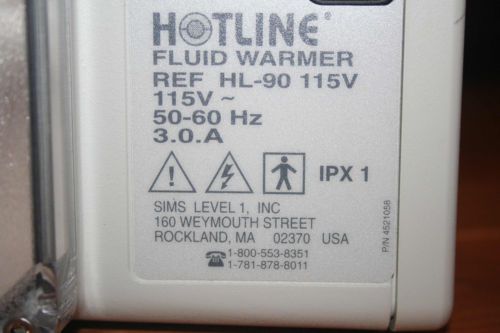 HOTLINE®
FLUID WARMER
REF HL-90 115V
115V ~
50-60 Hz
3.0.A
IPX 1
SIMS LEVEL 1, INC
160 WEYMOUTH STREET
ROCKLAND, MA 02370 USA
☎1-800-553-8351
1-781-878-8011
P/N 4521058